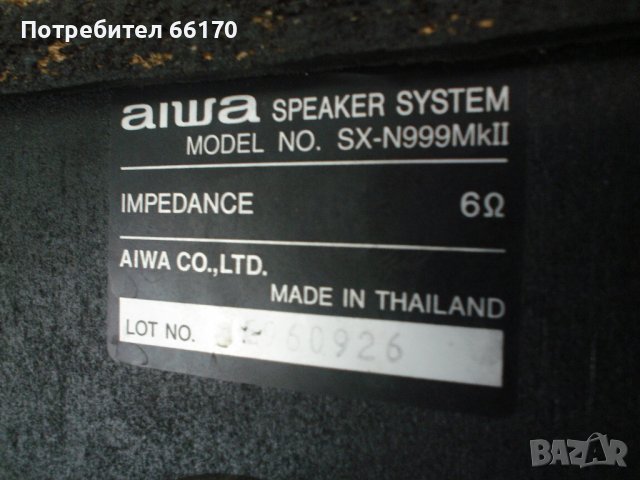 Потребител 66170
aiwa SPEAKER SYSTEM
MODEL NO. SX-N999MkII
IMPEDANCE 6Ω
AIWA CO.,LTD.
MADE IN THAILAND
LOT NO.
BAZAR